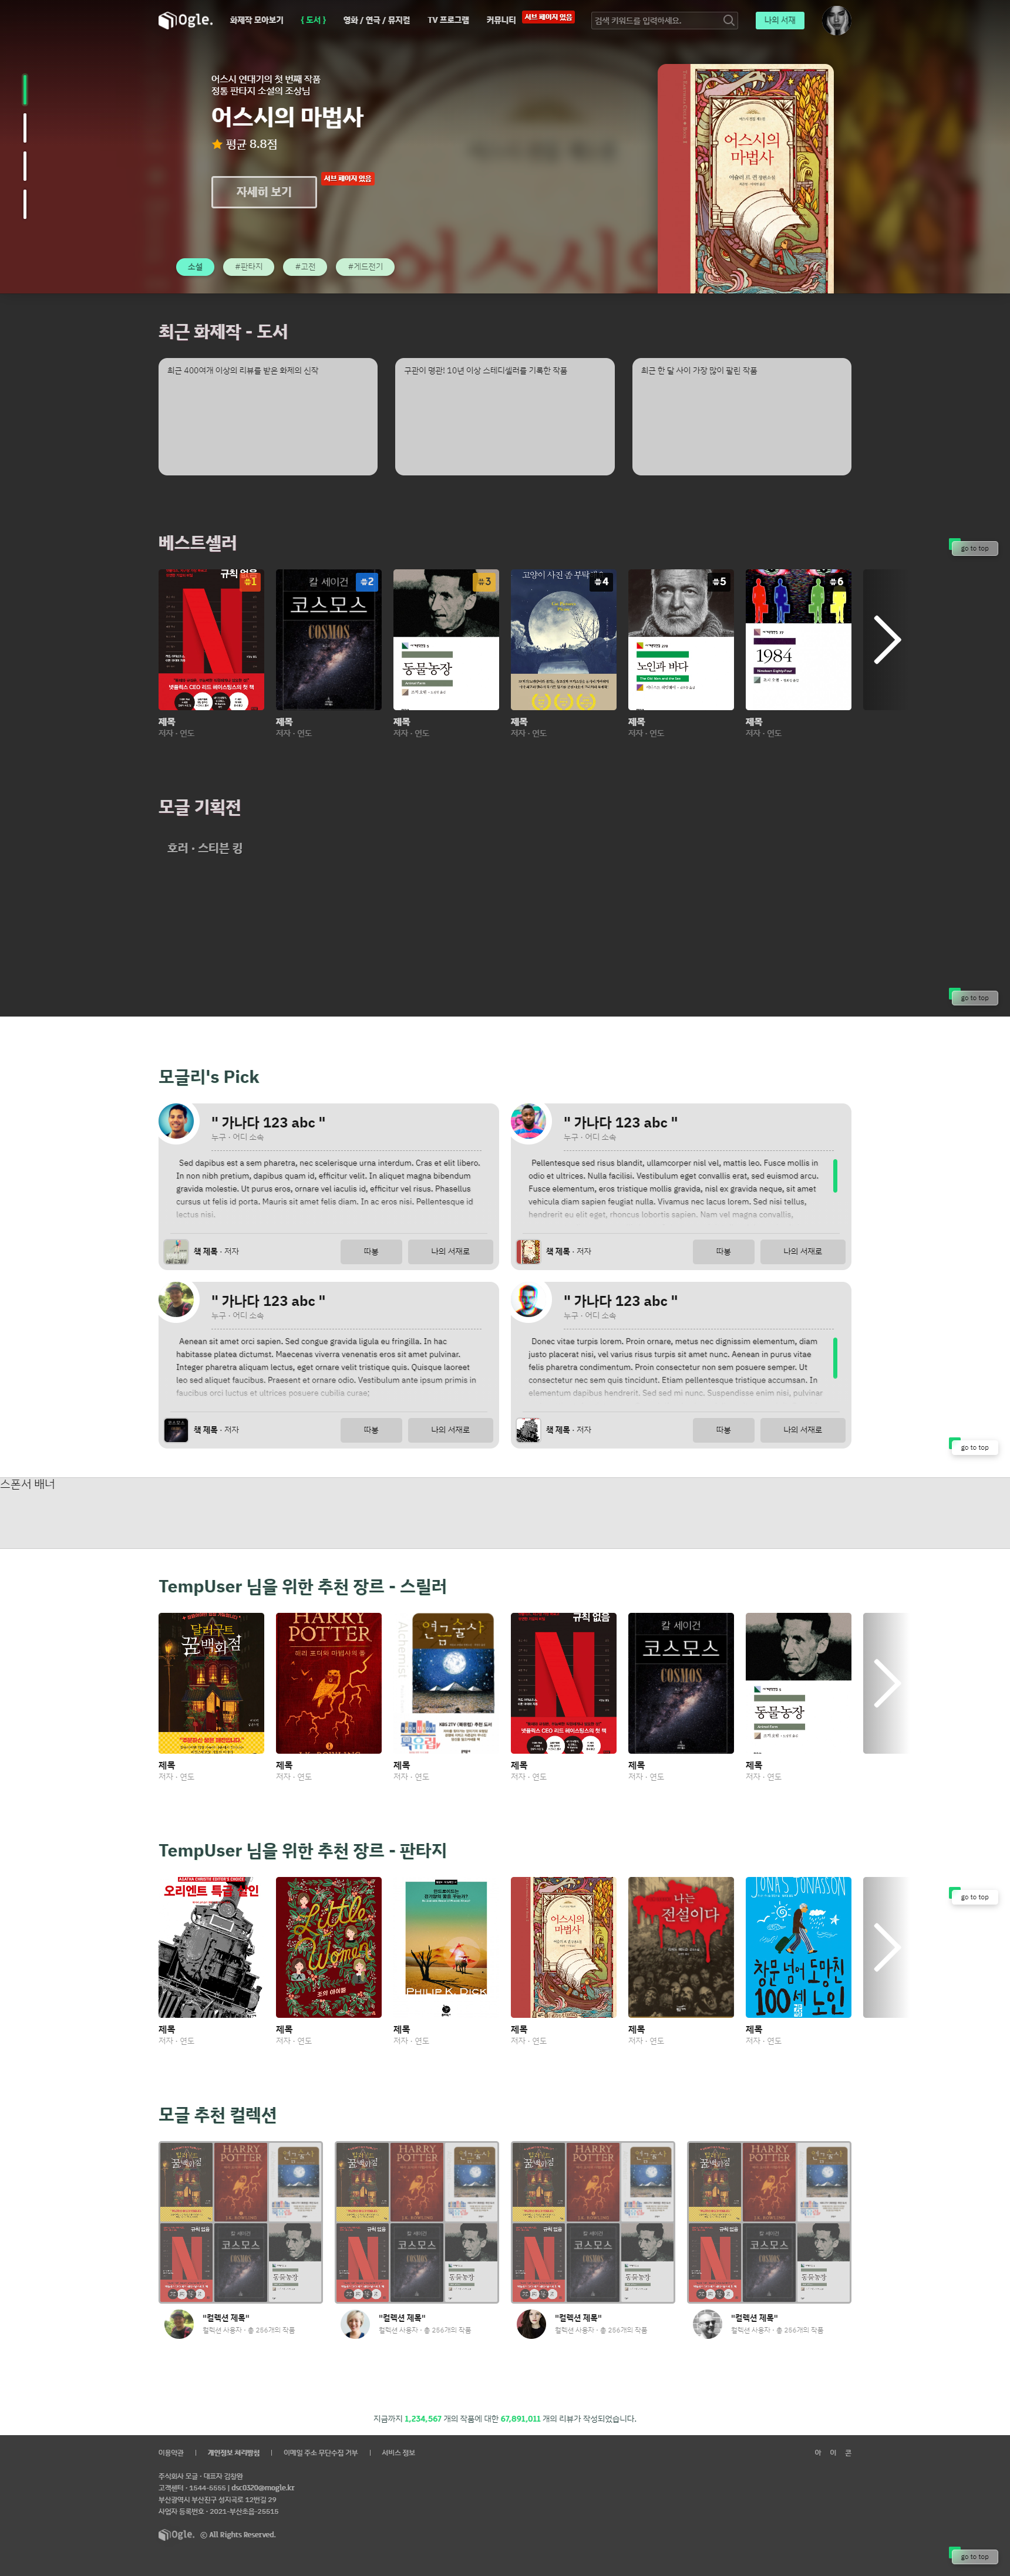 Ogle.
화제작 모아보기
{ 도서 }
영화 / 연극 / 뮤지컬
TV 프로그램
커뮤니티
서브 페이지 있음
검색 키워드를 입력하세요.
나의 서재
어스시 연대기의 첫 번째 작품
정통 판타지 소설의 조상님
어스시의 마법사
평균 8.8점
자세히 보기
서브 페이지 있음
소설
#판타지
#고전
#게드전기
어스시의
마법사
최근 화제작 - 도서
최근 400여개 이상의 리뷰를 받은 화제의 신작
구관이 명관! 10년 이상 스테디셀러를 기록한 작품
최근 한 달 사이 가장 많이 팔린 작품
베스트셀러
go to top
규칙 없음
#1
넷플릭스 CEO 리드 헤이스팅스의 첫 책
칼 세이건
#2
코스모스
COSMOS
#3
동물농장
#4
#5
노인과 바다
#6
1984
제목
저자 · 연도
제목
저자 · 연도
제목
저자 · 연도
제목
저자 · 연도
제목
저자 · 연도
제목
저자 · 연도
모글 기획전
호러 · 스티븐 킹
go to top
모글리's Pick
" 가나다 123 abc "
누구 · 어디 소속
Sed dapibus est a sem pharetra, nec scelerisque urna interdum. Cras et elit libero.
In non nibh pretium, dapibus quam id, efficitur velit. In aliquet magna bibendum
gravida molestie. Ut purus eros, ornare vel iaculis id, efficitur vel risus. Phasellus
cursus ut felis id porta. Mauris sit amet felis diam. In ac eros nisi. Pellentesque id
lectus nisi.
책 제목 · 저자
따봉
나의 서재로
" 가나다 123 abc "
누구 · 어디 소속
Pellentesque sed risus blandit, ullamcorper nisl vel, mattis leo. Fusce mollis in
odio et ultrices. Nulla facilisi. Vestibulum eget convallis erat, sed euismod arcu.
Fusce elementum, eros tristique mollis gravida, nisl ex gravida neque, sit amet
vehicula diam sapien feugiat nulla. Vivamus nec lacus lorem. Sed nisi tellus,
hendrerit eu elit eget, rhoncus lobortis sapien. Nam vel magna convallis,
책 제목 · 저자
따봉
나의 서재로
" 가나다 123 abc "
누구 · 어디 소속
Aenean sit amet orci sapien. Sed congue gravida ligula eu fringilla. In hac
habitasse platea dictumst. Maecenas viverra venenatis eros sit amet pulvinar.
Integer pharetra aliquam lectus, eget ornare velit tristique quis. Quisque laoreet
leo sed aliquet faucibus. Praesent et ornare odio. Vestibulum ante ipsum primis in
faucibus orci luctus et ultrices posuere cubilia curae;
책 제목 · 저자
따봉
나의 서재로
" 가나다 123 abc "
누구 · 어디 소속
Donec vitae turpis lorem. Proin ornare, metus nec dignissim elementum, diam
justo placerat nisi, vel varius risus turpis sit amet nunc. Aenean in purus vitae
felis pharetra condimentum. Proin consectetur non sem posuere semper. Ut
consectetur nec sem quis tincidunt. Etiam pellentesque tristique accumsan. In
elementum dapibus hendrerit. Sed sed mi nunc. Suspendisse enim nisi, pulvinar
책 제목 · 저자
따봉
나의 서재로
go to top
스폰서 배너
TempUser 님을 위한 추천 장르 - 스릴러
달러구트
꿈 백화점
HARRY
POTTER
해리 포터와 마법사의 돌
연금술사
Alchemist
규칙 없음
넷플릭스 CEO 리드 헤이스팅스의 첫 책
칼 세이건
코스모스
COSMOS
동물농장
제목
저자 · 연도
제목
저자 · 연도
제목
저자 · 연도
제목
저자 · 연도
제목
저자 · 연도
제목
저자 · 연도
TempUser 님을 위한 추천 장르 - 판타지
go to top
오리엔트 특급 살인
Little
Women
PHILIP K. DICK
어스시의
마법사
나는
전설이다
JONAS JONASSON
창문 넘어 도망친
100세 노인
제목
저자 · 연도
제목
저자 · 연도
제목
저자 · 연도
제목
저자 · 연도
제목
저자 · 연도
제목
저자 · 연도
모글 추천 컬렉션
"컬렉션 제목"
컬렉션 사용자 · 총 256개의 작품
"컬렉션 제목"
컬렉션 사용자 · 총 256개의 작품
"컬렉션 제목"
컬렉션 사용자 · 총 256개의 작품
"컬렉션 제목"
컬렉션 사용자 · 총 256개의 작품
지금까지 1,234,567 개의 작품에 대한 67,891,011 개의 리뷰가 작성되었습니다.
이용약관 | 개인정보 처리방침 | 이메일 주소 무단수집 거부 | 서비스 정보
아 이 콘
주식회사 모글 · 대표자 김창완
고객센터 · 1544-5555 | dsc0320@mogle.kr
부산광역시 부산진구 성지곡로 12번길 29
사업자 등록번호 · 2021-부산초읍-25515
Ogle. © All Rights Reserved.
go to top